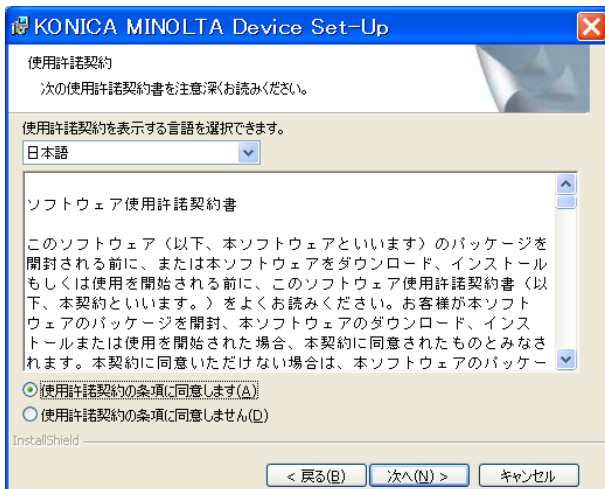 KONICA MINOLTA Device Set-Up
使用許諾契約
次の使用許諾契約書を注意深くお読みください。
使用許諾契約を表示する言語を選択できます。
日本語
ソフトウェア使用許諾契約書
このソフトウェア（以下、本ソフトウェアといいます）のパッケージを
開封される前に、または本ソフトウェアをダウンロード、インストール
もしくは使用を開始される前に、このソフトウェア使用許諾契約書（以
下、本契約といいます。）をよくお読みください。お客様が本ソフト
ウェアのパッケージを開封、本ソフトウェアのダウンロード、インス
トールまたは使用を開始された場合、本契約に同意されたものとみなさ
れます。本契約に同意いただけない場合は、本ソフトウェアのパッケー
使用許諾契約の条項に同意します(A)
使用許諾契約の条項に同意しません(D)
InstallShield
< 戻る(B)
次へ(N) >
キャンセル